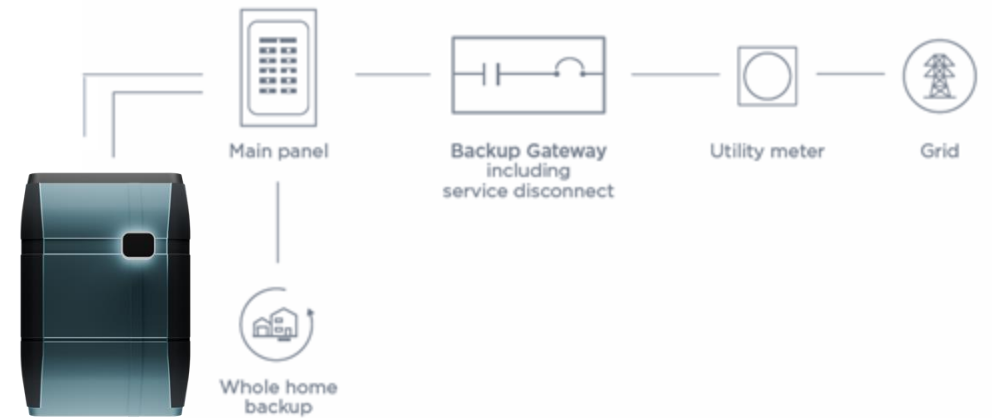 Main panel
Backup Gateway
including
service disconnect
Utility meter
Grid
Whole home
backup